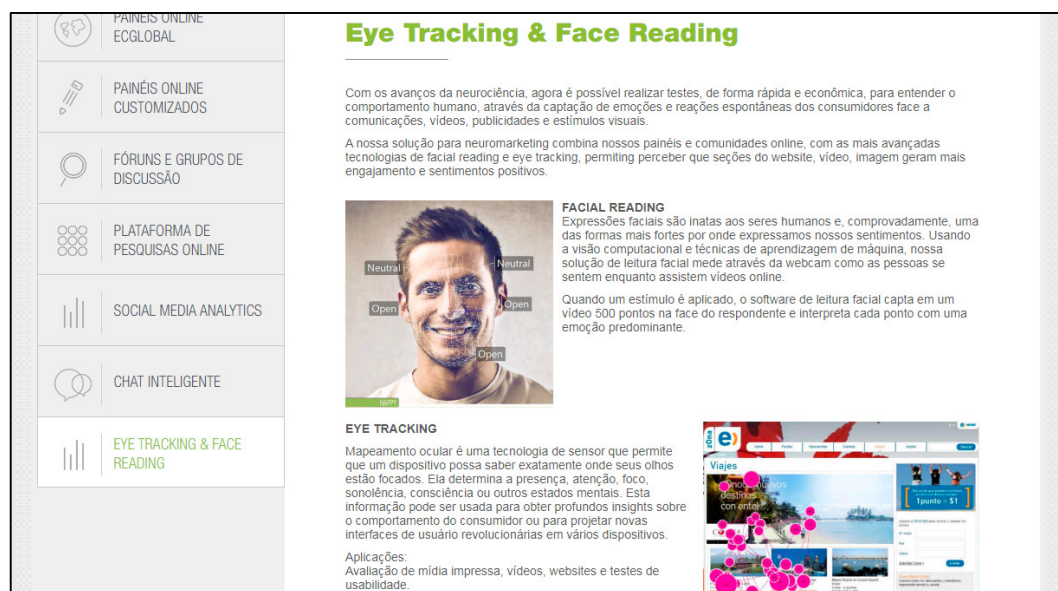 PAINÉIS ONLINE
ECGLOBAL
PAINÉIS ONLINE
CUSTOMIZADOS
FÓRUNS E GRUPOS DE
DISCUSSÃO
PLATAFORMA DE
PESQUISAS ONLINE
SOCIAL MEDIA ANALYTICS
CHAT INTELIGENTE
EYE TRACKING & FACE
READING
Eye Tracking & Face Reading
Com os avanços da neurociência, agora é possível realizar testes, de forma rápida e econômica, para entender o
comportamento humano, através da captação de emoções e reações espontâneas dos consumidores face a
comunicações, vídeos, publicidades e estímulos visuais.
A nossa solução para neuromarketing combina nossos painéis e comunidades online, com as mais avançadas
tecnologias de facial reading e eye tracking, permiting perceber que seções do website, vídeo, imagem geram mais
engajamento e sentimentos positivos.
Neutral
Neutral
Open
Open
Open
HAPPY
FACIAL READING
Expressões faciais são inatas aos seres humanos e, comprovadamente, uma
das formas mais fortes por onde expressamos nossos sentimentos. Usando
a visão computacional e técnicas de aprendizagem de máquina, nossa
solução de leitura facial mede através da webcam como as pessoas se
sentem enquanto assistem vídeos online.
Quando um estímulo é aplicado, o software de leitura facial capta em um
vídeo 500 pontos na face do respondente e interpreta cada ponto com uma
emoção predominante.
EYE TRACKING
Mapeamento ocular é uma tecnologia de sensor que permite
que um dispositivo possa saber exatamente onde seus olhos
estão focados. Ela determina a presença, atenção, foco,
sonolência, consciência ou outros estados mentais. Esta
informação pode ser usada para obter profundos insights sobre
o comportamento do consumidor ou para projetar novas
interfaces de usuário revolucionárias em vários dispositivos.
Aplicações:
Avaliação de mídia impressa, vídeos, websites e testes de
usabilidade.
zona
Viajes
destinos
con entel
1punto = $1